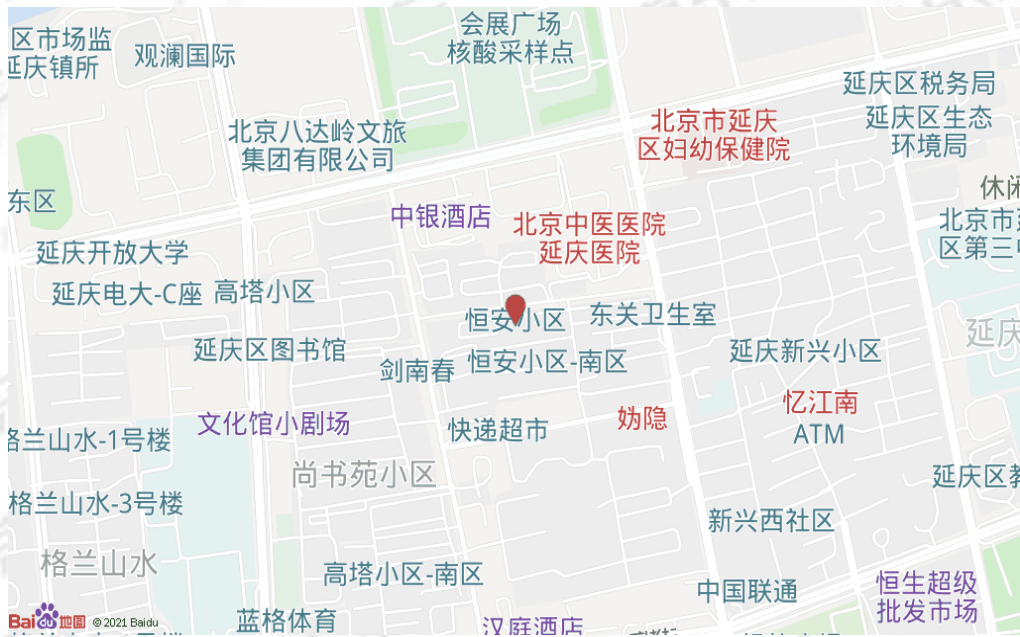 会展广场
核酸采样点
区市场监
延庆镇所
观澜国际
延庆区税务局
延庆区生态
环境局
北京市延庆
区妇幼保健院
北京八达岭文旅
集团有限公司
休闲
东区
中银酒店
北京中医医院
延庆医院
北京市延
区第三中
延庆开放大学
延庆电大-C座
高塔小区
恒安小区
东关卫生室
延庆
延庆区图书馆
剑南春
恒安小区-南区
延庆新兴小区
文化馆小剧场
快递超市
妫隐
忆江南
ATM
格兰山水-1号楼
尚书苑小区
延庆区教
格兰山水-3号楼
新兴西社区
格兰山水
高塔小区-南区
中国联通
恒生超级
批发市场
Baidu地图
© 2021 Baidu
蓝格体育
汉庭酒店